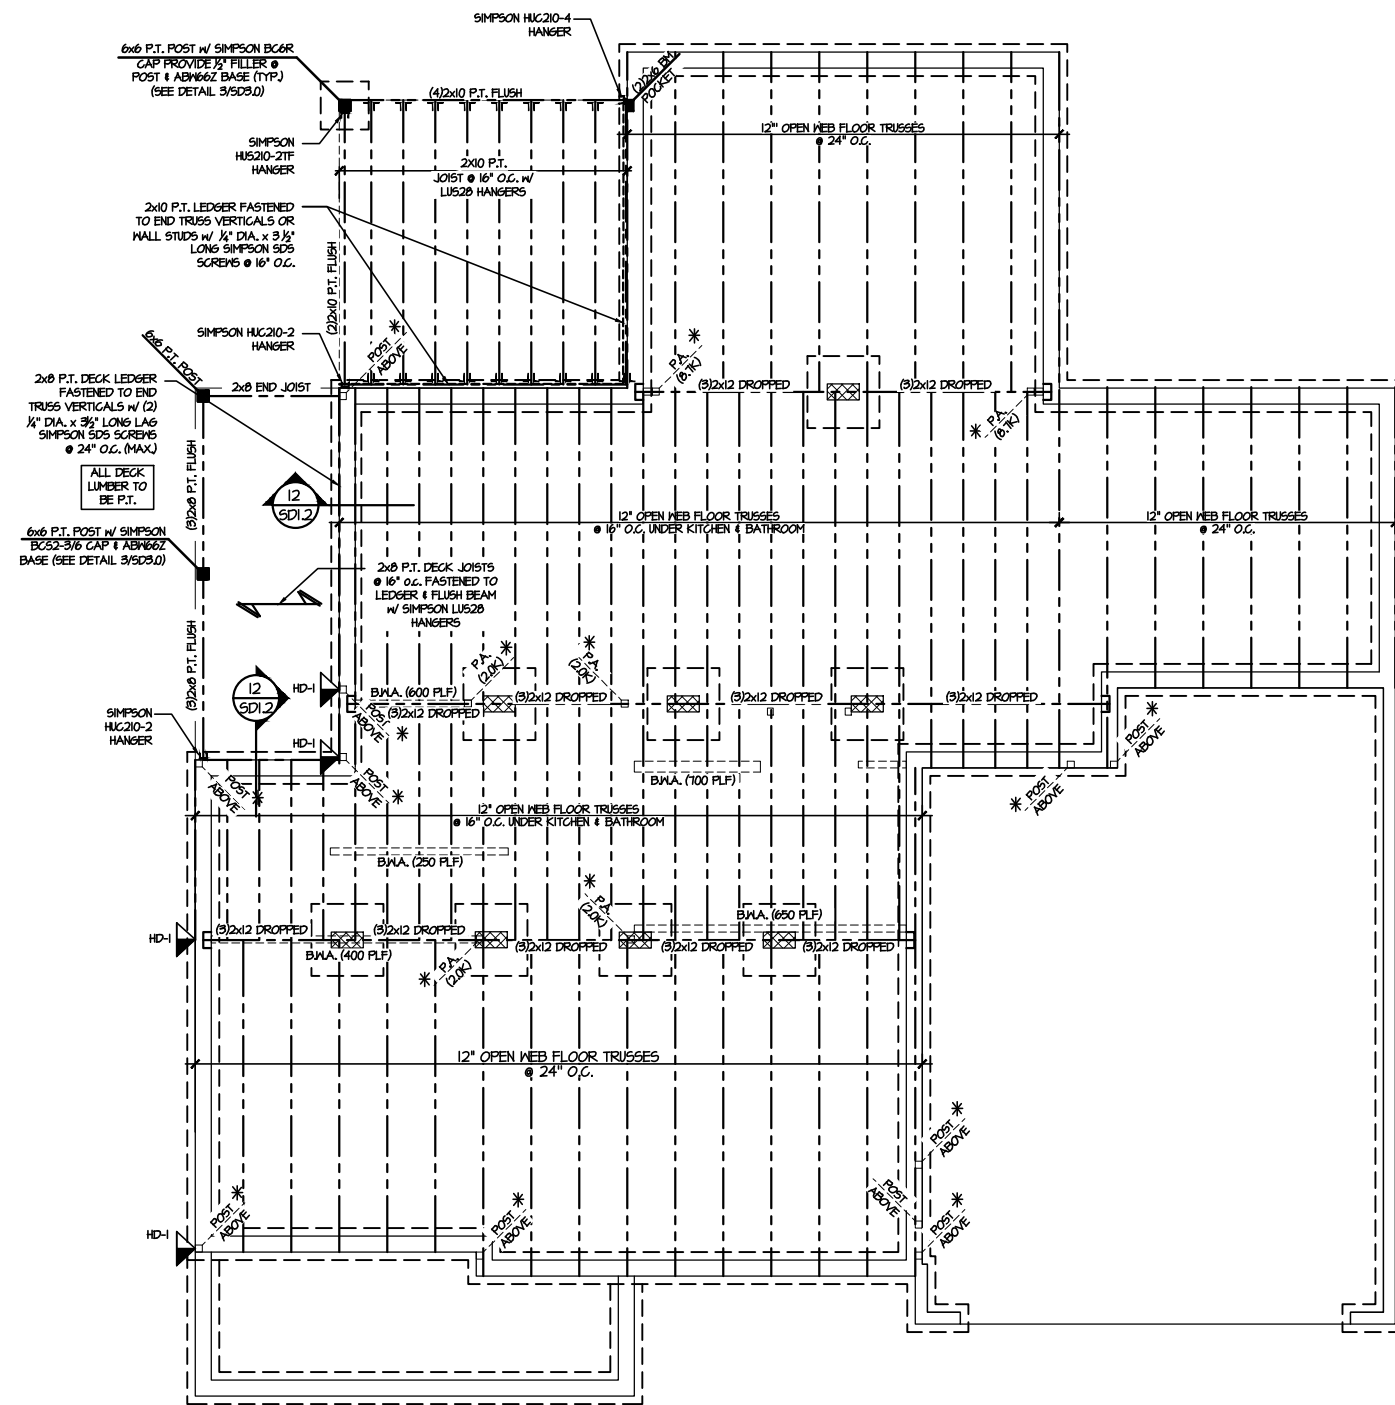 SIMPSON HUC210-4
HANGER
6x6 P.T. POST w/ SIMPSON BC6R
CAP PROVIDE ½" FILLER @
POST & ABW66Z BASE (TYP.)
(SEE DETAIL 3/SD3.0)
(2)2x6 BM.
POCKET
(4)2x10 P.T. FLUSH
12" OPEN WEB FLOOR TRUSSES
@ 24" O.C.
SIMPSON
HUS210-2TF
HANGER
2X10 P.T.
JOIST @ 16" O.C. w/
LUS28 HANGERS
2x10 P.T. LEDGER FASTENED
TO END TRUSS VERTICALS OR
WALL STUDS w/ ¼" DIA. x 3 ½"
LONG SIMPSON SDS
SCREWS @ 16" O.C.
(2)2x10 P.T. FLUSH
SIMPSON HUC210-2
HANGER
POST
ABOVE
P.A.
(8.7K)
6x6 P.T. POST
2x8 END JOIST
(3)2x12 DROPPED
(3)2x12 DROPPED
P.A.
(8.7K)
2x8 P.T. DECK LEDGER
FASTENED TO END
TRUSS VERTICALS w/ (2)
¼" DIA. x 3½" LONG LAG
SIMPSON SDS SCREWS
@ 24" O.C. (MAX.)
ALL DECK
LUMBER TO
BE P.T.
(3)2x8 P.T. FLUSH
12
SD1.2
12" OPEN WEB FLOOR TRUSSES
@ 16" O.C. UNDER KITCHEN & BATHROOM
12" OPEN WEB FLOOR TRUSSES
@ 24" O.C.
6x6 P.T. POST w/ SIMPSON
BCS2-3/6 CAP & ABW66Z
BASE (SEE DETAIL 3/SD3.0)
2x8 P.T. DECK JOISTS
@ 16" o.c. FASTENED TO
LEDGER & FLUSH BEAM
w/ SIMPSON LUS28
HANGERS
(3)2x8 P.T. FLUSH
P.A.
(2.0K)
P.A.
(2.0K)
12
SD1.2
HD-1
B.W.A. (600 PLF)
(3)2x12 DROPPED
(3)2x12 DROPPED
(3)2x12 DROPPED
(3)2x12 DROPPED
SIMPSON
HUC210-2
HANGER
POST
ABOVE
HD-1
POST
ABOVE
POST
ABOVE
POST
ABOVE
POST
ABOVE
B.W.A. (700 PLF)
12" OPEN WEB FLOOR TRUSSES
@ 16" O.C. UNDER KITCHEN & BATHROOM
B.W.A. (250 PLF)
P.A.
(2.0K)
B.W.A. (650 PLF)
HD-1
(3)2x12 DROPPED
(3)2x12 DROPPED
(3)2x12 DROPPED
(3)2x12 DROPPED
(3)2x12 DROPPED
B.W.A. (400 PLF)
P.A.
(2.0K)
12" OPEN WEB FLOOR TRUSSES
@ 24" O.C.
POST
ABOVE
POST
ABOVE
POST
ABOVE
POST
ABOVE
POST
ABOVE
HD-1